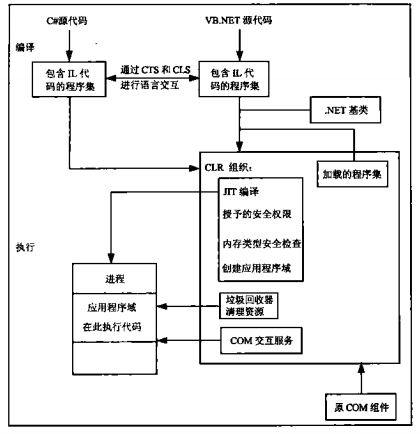 C#源代码
VB.NET 源代码
编译
包含 IL 代
码的程序集
通过 CTS 和 CLS
进行语言交互
包含 IL 代
码的程序集
.NET 基类
CLR 组织:
加载的程序集
JIT 编译
授予的安全权限
内存类型安全检查
创建应用程序域
执行
进程
应用程序域
在此执行代码
垃圾回收器
清理资源
COM 交互服务
原 COM 组件